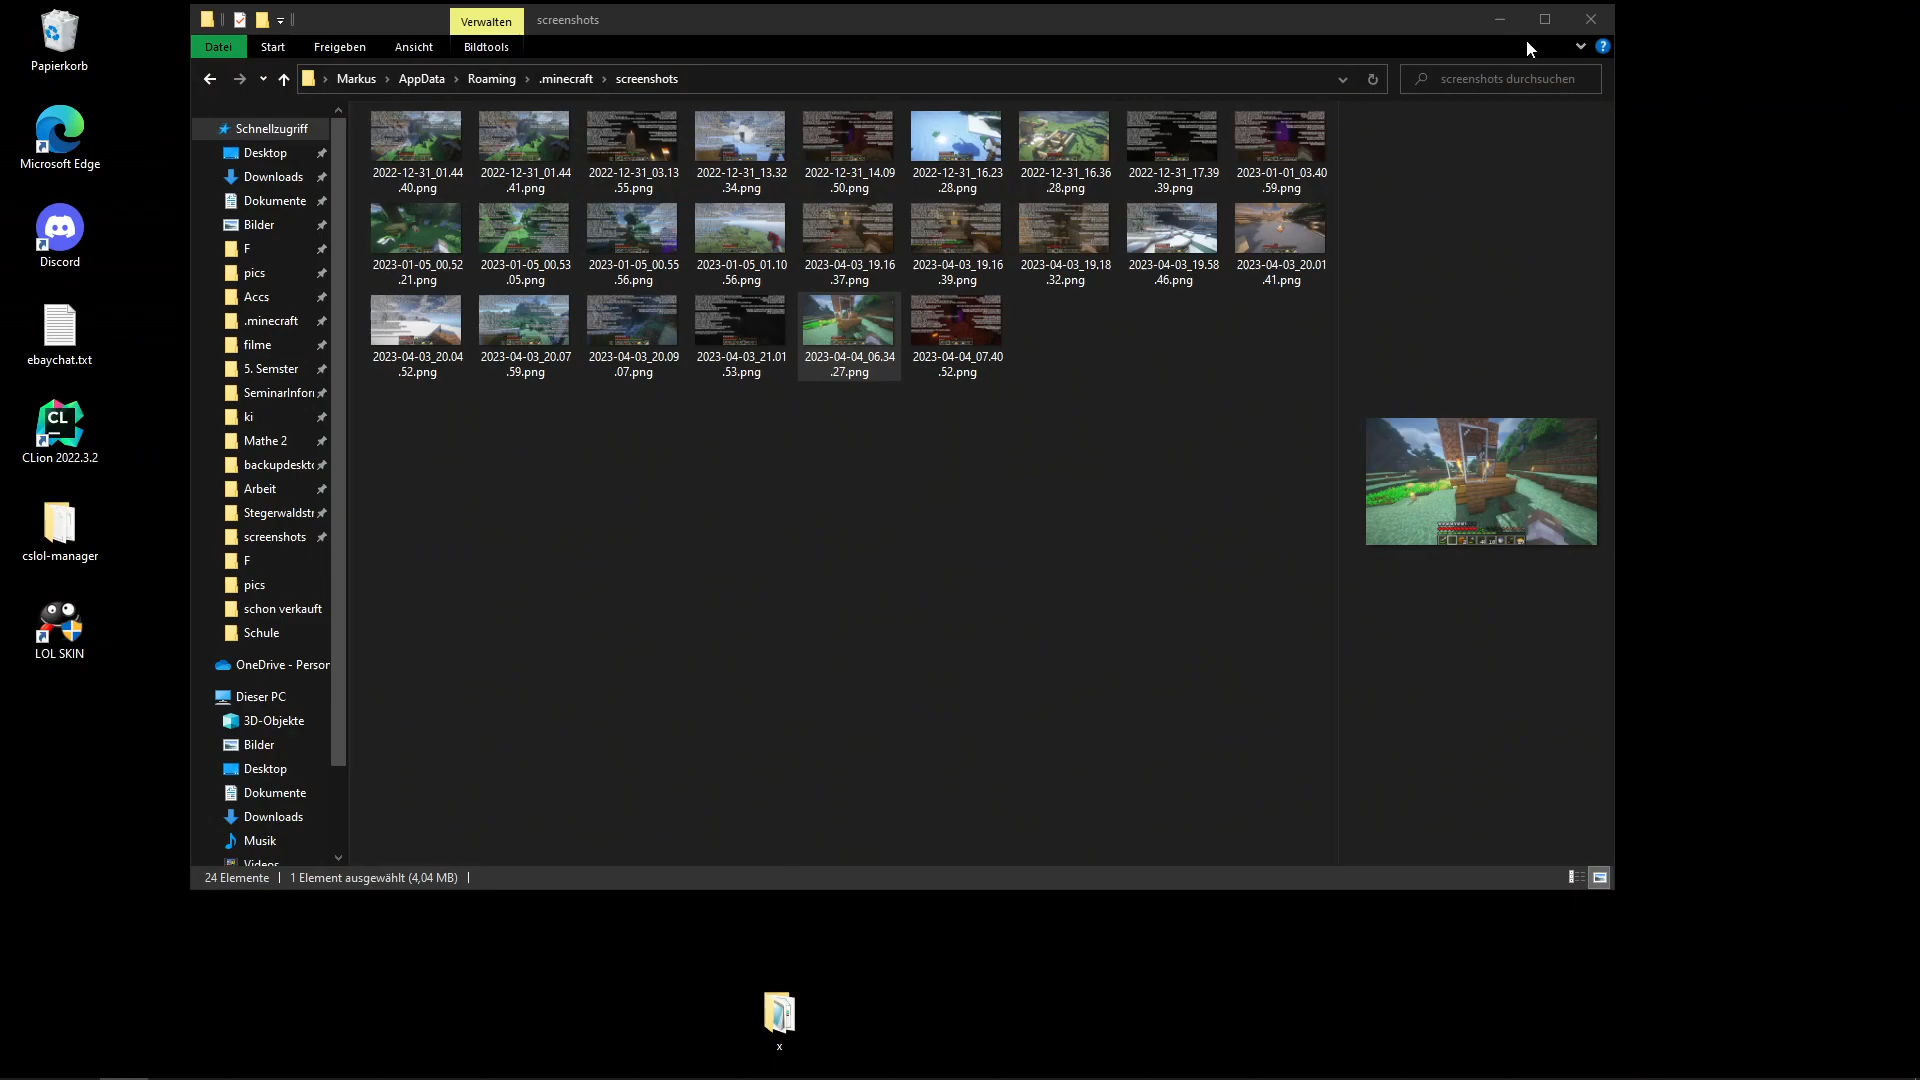 Papierkorb
Microsoft Edge
Discord
ebaychat.txt
CL
CLion 2022.3.2
cslol-manager
LOL SKIN
Verwalten
screenshots
Datei
Start
Freigeben
Ansicht
Bildtools
Markus
AppData
Roaming
.minecraft
screenshots
screenshots durchsuchen
Schnellzugriff
Desktop
Downloads
Dokumente
Bilder
F
pics
Accs
.minecraft
filme
5. Semster
SeminarInforr
ki
Mathe 2
backupdeskto
Arbeit
Stegerwaldstr
screenshots
F
pics
schon verkauft
Schule
OneDrive - Person
Dieser PC
3D-Objekte
Bilder
Desktop
Dokumente
Downloads
Musik
Videos
2022-12-31_01.44
.40.png
2022-12-31_01.44
.41.png
2022-12-31_03.13
.55.png
2022-12-31_13.32
.34.png
2022-12-31_14.09
.50.png
2022-12-31_16.23
.28.png
2022-12-31_16.36
.28.png
2022-12-31_17.39
.39.png
2023-01-01_03.40
.59.png
2023-01-05_00.52
.21.png
2023-01-05_00.53
.05.png
2023-01-05_00.55
.56.png
2023-01-05_01.10
.56.png
2023-04-03_19.16
.37.png
2023-04-03_19.16
.39.png
2023-04-03_19.18
.32.png
2023-04-03_19.58
.46.png
2023-04-03_20.01
.41.png
2023-04-03_20.04
.52.png
2023-04-03_20.07
.59.png
2023-04-03_20.09
.07.png
2023-04-03_21.01
.53.png
2023-04-04_06.34
.27.png
2023-04-04_07.40
.52.png
24 Elemente
1 Element ausgewählt (4,04 MB)
x